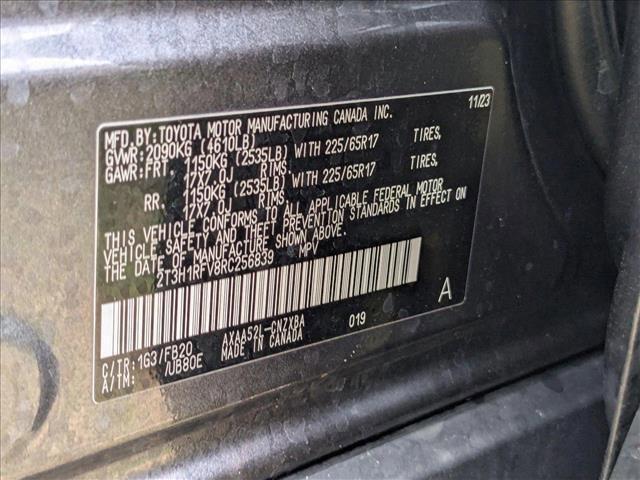 11/23
MFD.BY:TOYOTA MOTOR MANUFACTURING CANADA INC.
GVWR:2090KG (4610LB)
GAWR:FRT. 1150KG (2535LB) WITH 225/65R17 TIRES,
17X7.0J RIMS.
RR. 1150KG (2535LB) WITH 225/65R17 TIRES,
17X7.0J RIMS.
THIS VEHICLE CONFORMS TO ALL APPLICABLE FEDERAL MOTOR
VEHICLE SAFETY AND THEFT PREVENTION STANDARDS IN EFFECT ON
THE DATE OF MANUFACTURE SHOWN ABOVE.
2T3H1RFV8RC256839 MPV
A
C/TR:1G3/FB20 AXAA52L-CNZXBA 019
A/TM: /UB80E MADE IN CANADA